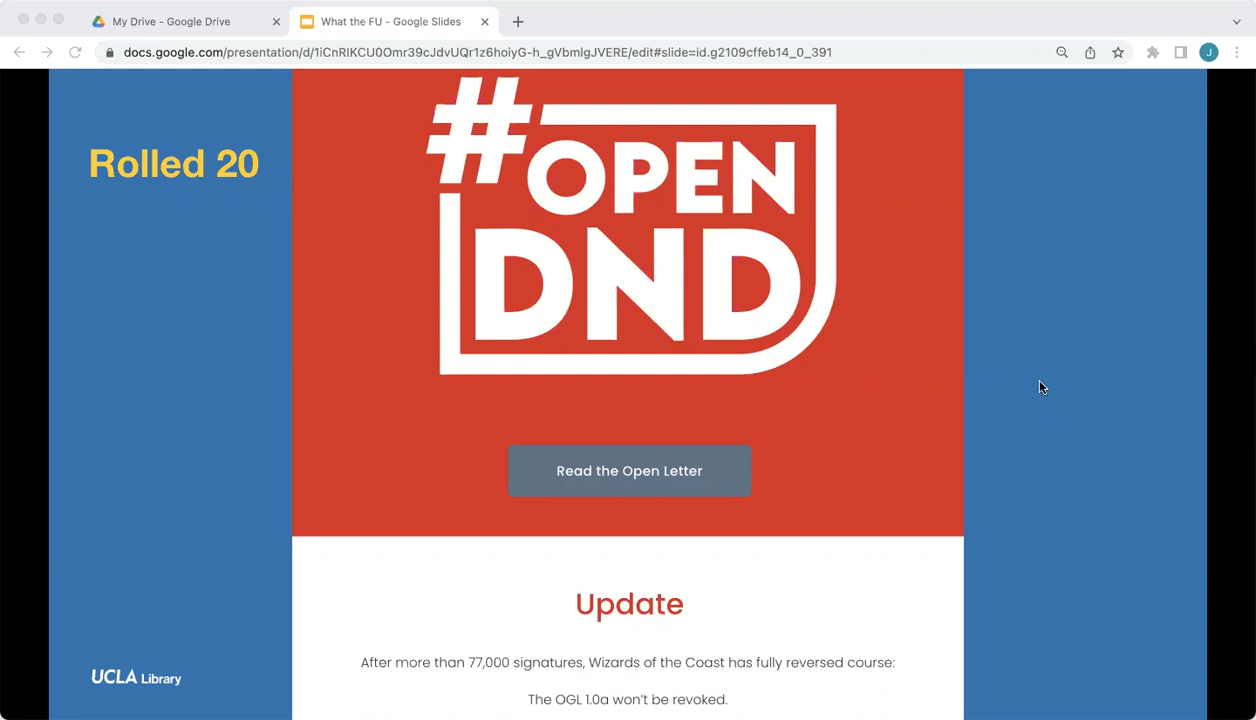 My Drive - Google Drive
What the FU - Google Slides
docs.google.com/presentation/d/1iCnRlKCU0Omr39cJdvUQr1z6hoiyG-h_gVbmlgJVERE/edit#slide=id.g2109cffeb14_0_391
J
Rolled 20
#OPEN
DND
Read the Open Letter
Update
After more than 77,000 signatures, Wizards of the Coast has fully reversed course:
The OGL 1.0a won’t be revoked.
UCLA Library